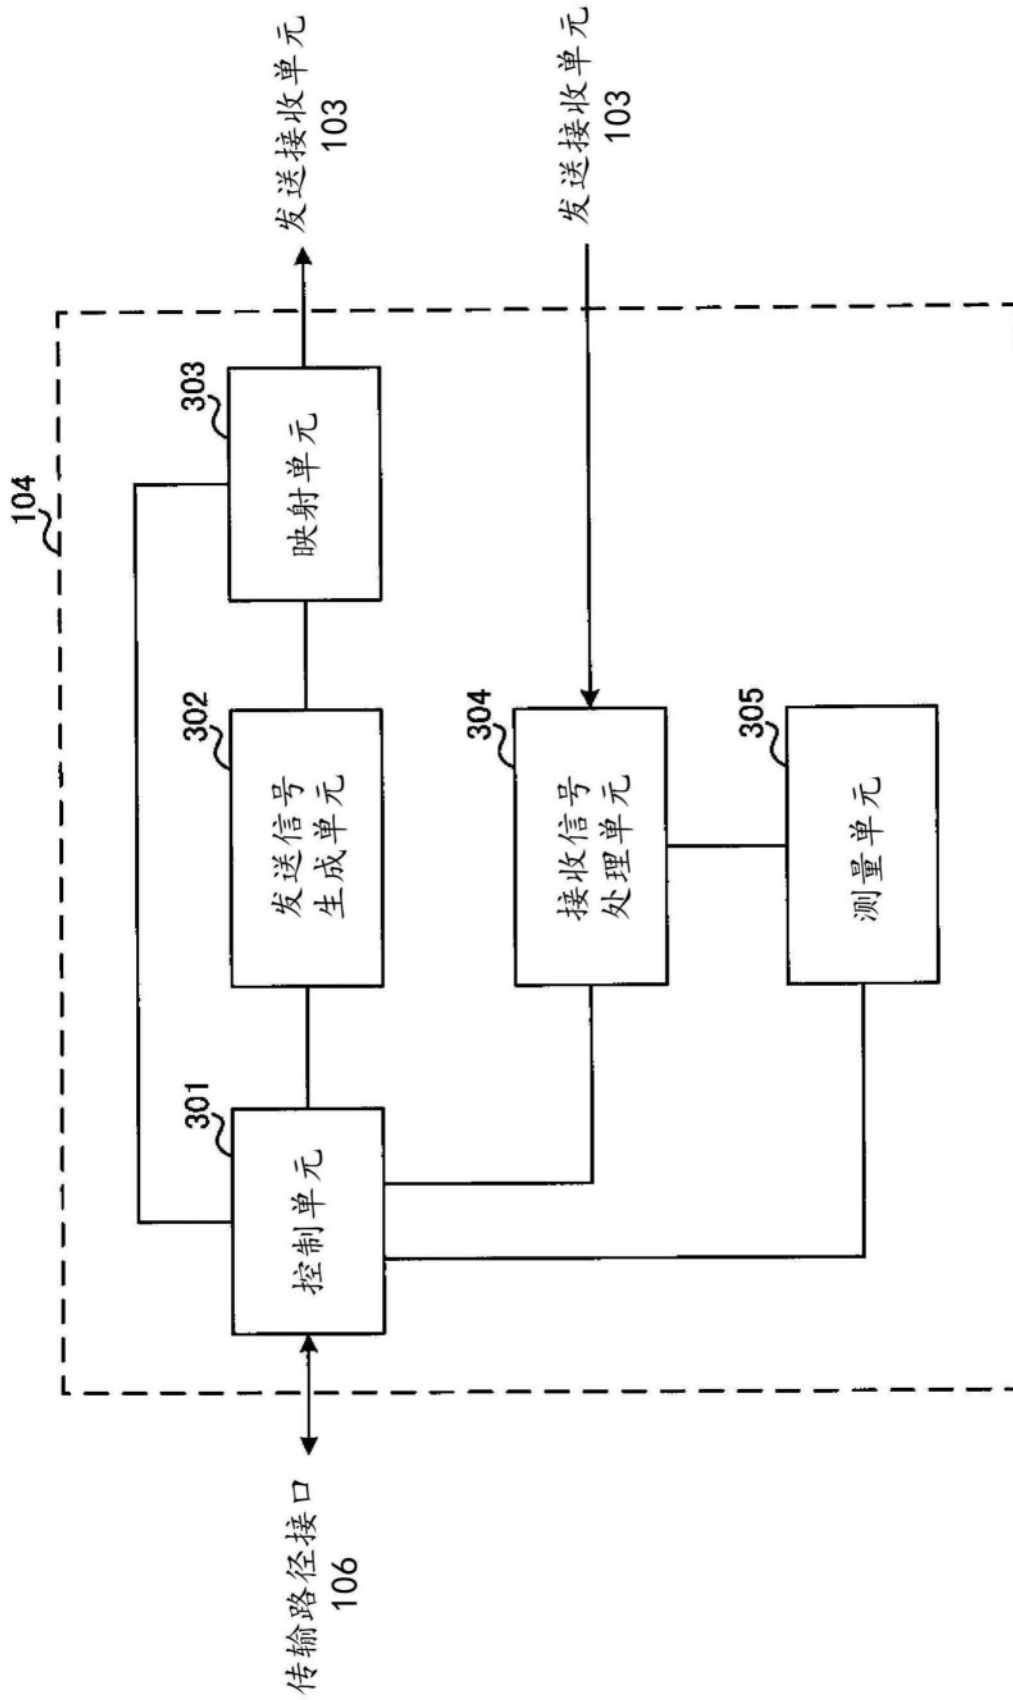 104
传输路径接口
106
301
控制单元
302
发送信号
生成单元
303
映射单元
发送接收单元
103
304
接收信号
处理单元
发送接收单元
103
305
测量单元